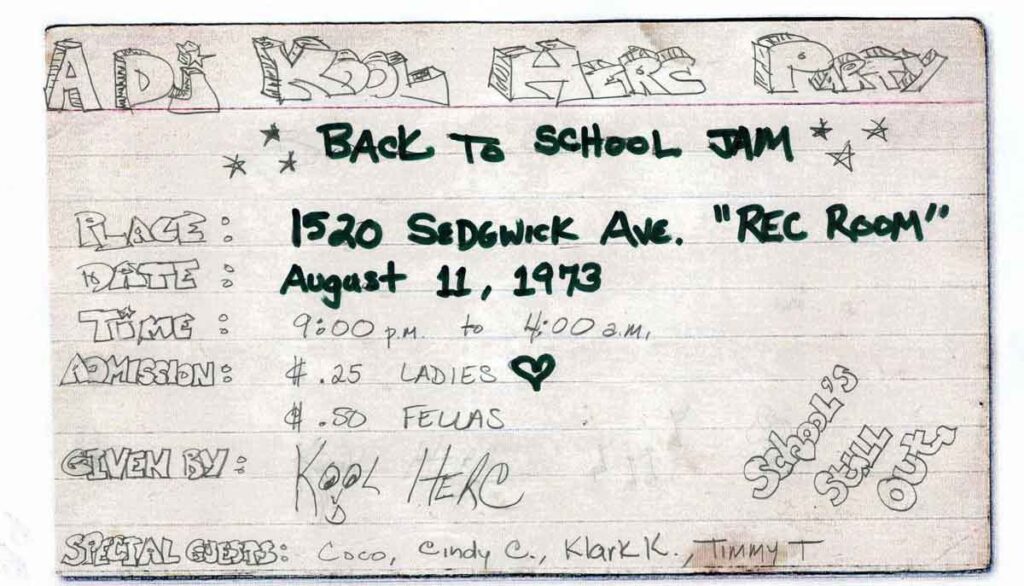 A DJ KOOL HERC PARTY
BACK TO SCHOOL JAM
PLACE: 1520 SEDGWICK AVE. "REC ROOM"
DATE: August 11, 1973
TIME: 9:00 p.m. to 4:00 a.m.
ADMISSION: $.25 LADIES
$.50 FELLAS
GIVEN BY: KOOL HERC
SPECIAL GUESTS: Coco, Cindy C., Klark K., Timmy T
School's
Still
Out.